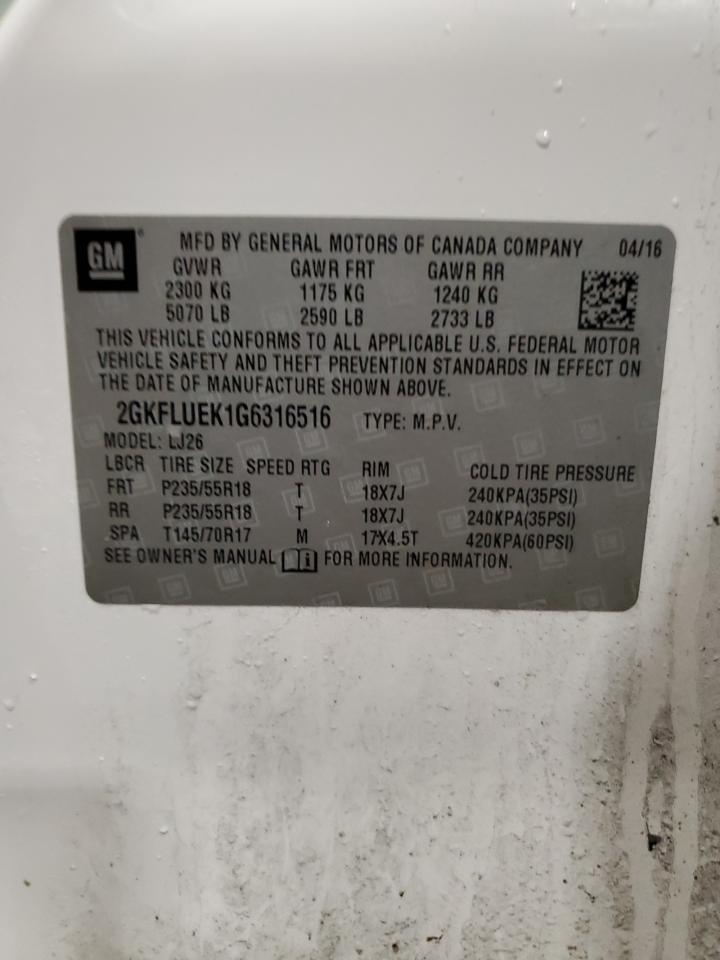 GM ® MFD BY GENERAL MOTORS OF CANADA COMPANY 04/16
GVWR GAWR FRT GAWR RR
2300 KG 1175 KG 1240 KG
5070 LB 2590 LB 2733 LB
THIS VEHICLE CONFORMS TO ALL APPLICABLE U.S. FEDERAL MOTOR
VEHICLE SAFETY AND THEFT PREVENTION STANDARDS IN EFFECT ON
THE DATE OF MANUFACTURE SHOWN ABOVE.
2GKFLUEK1G6316516 TYPE: M.P.V.
MODEL: LJ26
LBCR TIRE SIZE SPEED RTG RIM COLD TIRE PRESSURE
FRT P235/55R18 T 18X7J 240KPA(35PSI)
RR P235/55R18 T 18X7J 240KPA(35PSI)
SPA T145/70R17 M 17X4.5T 420KPA(60PSI)
SEE OWNER'S MANUAL i FOR MORE INFORMATION.